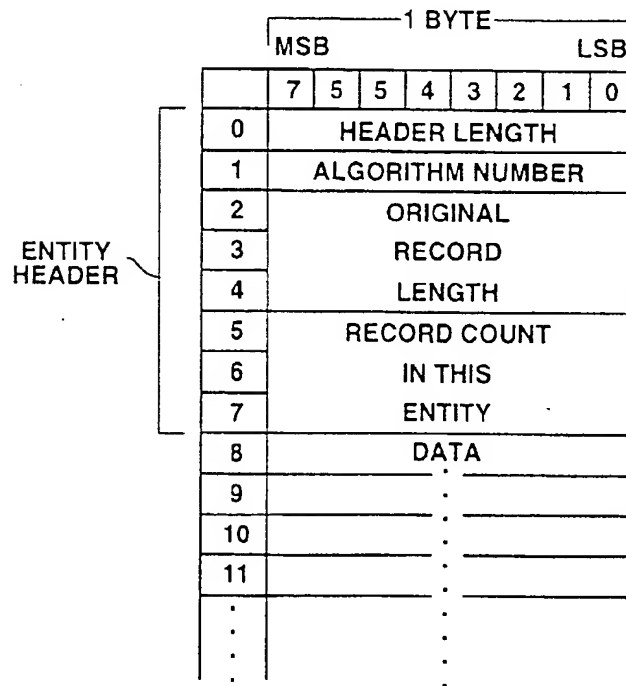 1 BYTE
MSB LSB
7 5 5 4 3 2 1 0
0 HEADER LENGTH
1 ALGORITHM NUMBER
2 ORIGINAL
3 RECORD
4 LENGTH
5 RECORD COUNT
6 IN THIS
7 ENTITY
ENTITY
HEADER
8 DATA
9
10
11